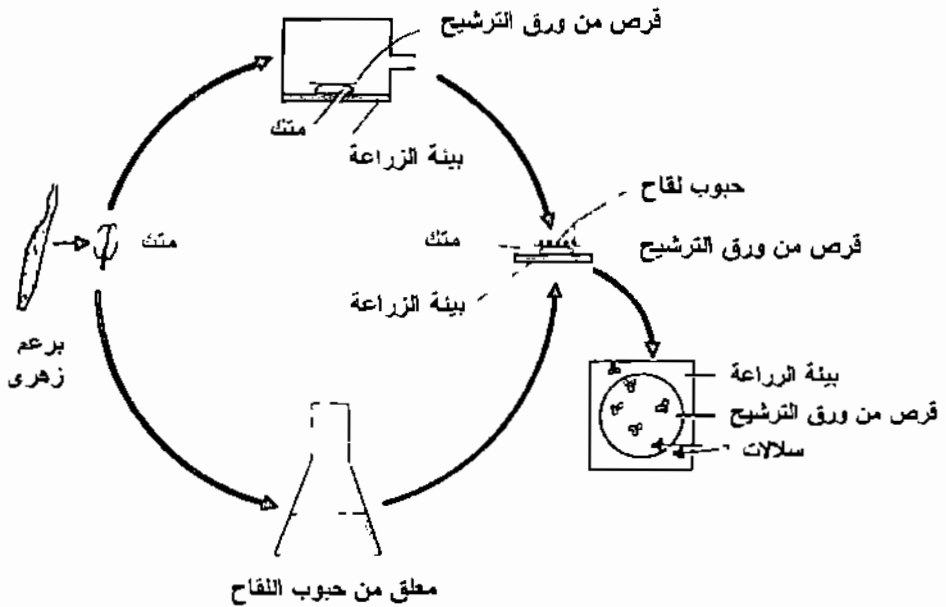 قرص من ورق الترشيح
متك
بيئة الزراعة
حبوب لقاح
متك
متك
قرص من ورق الترشيح
بيئة الزراعة
برعم
زهرى
بيئة الزراعة
قرص من ورق الترشيح
سلالات
معلق من حبوب اللقاح